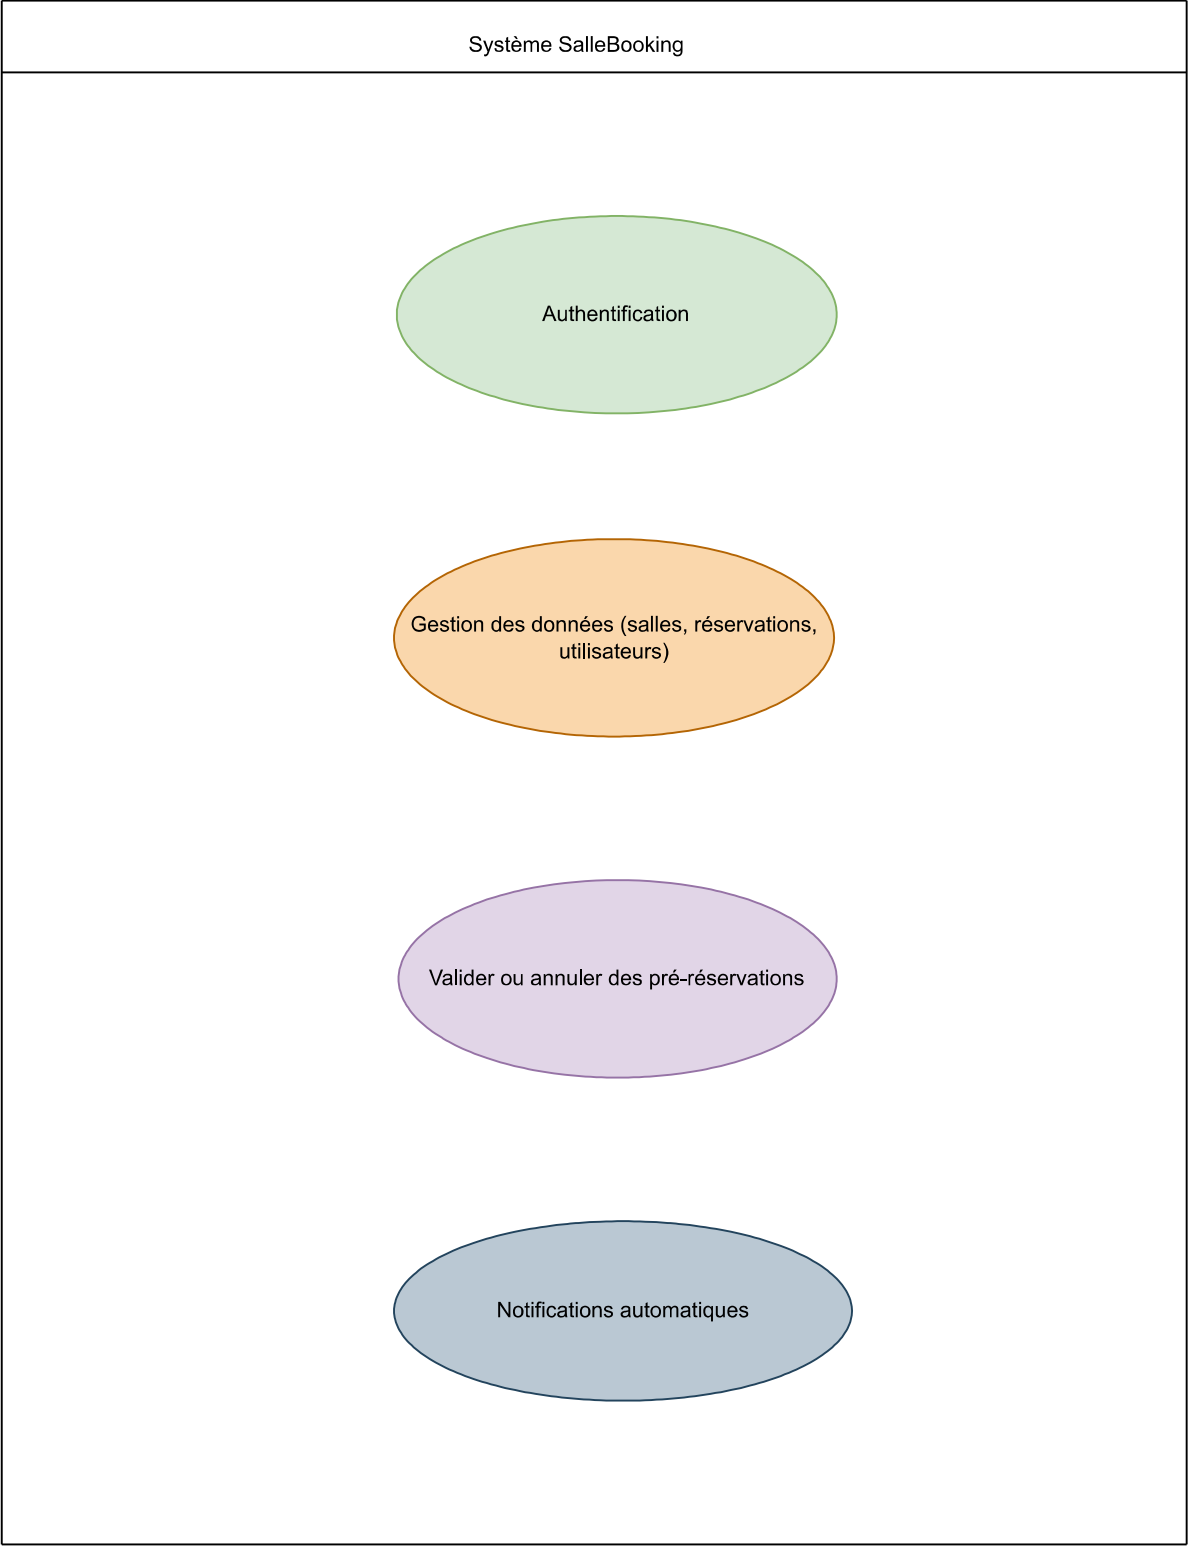 Système SalleBooking
Authentification
Gestion des données (salles, réservations,
utilisateurs)
Valider ou annuler des pré-réservations
Notifications automatiques